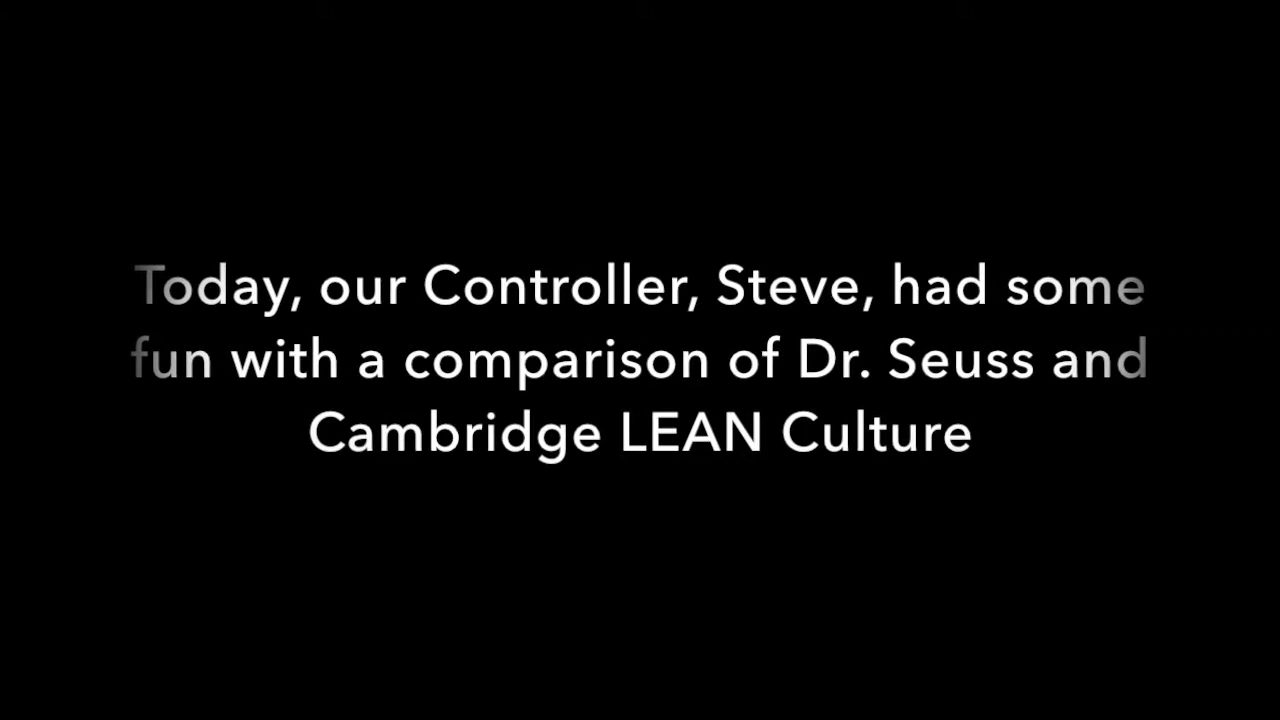 Today, our Controller, Steve, had some
fun with a comparison of Dr. Seuss and
Cambridge LEAN Culture